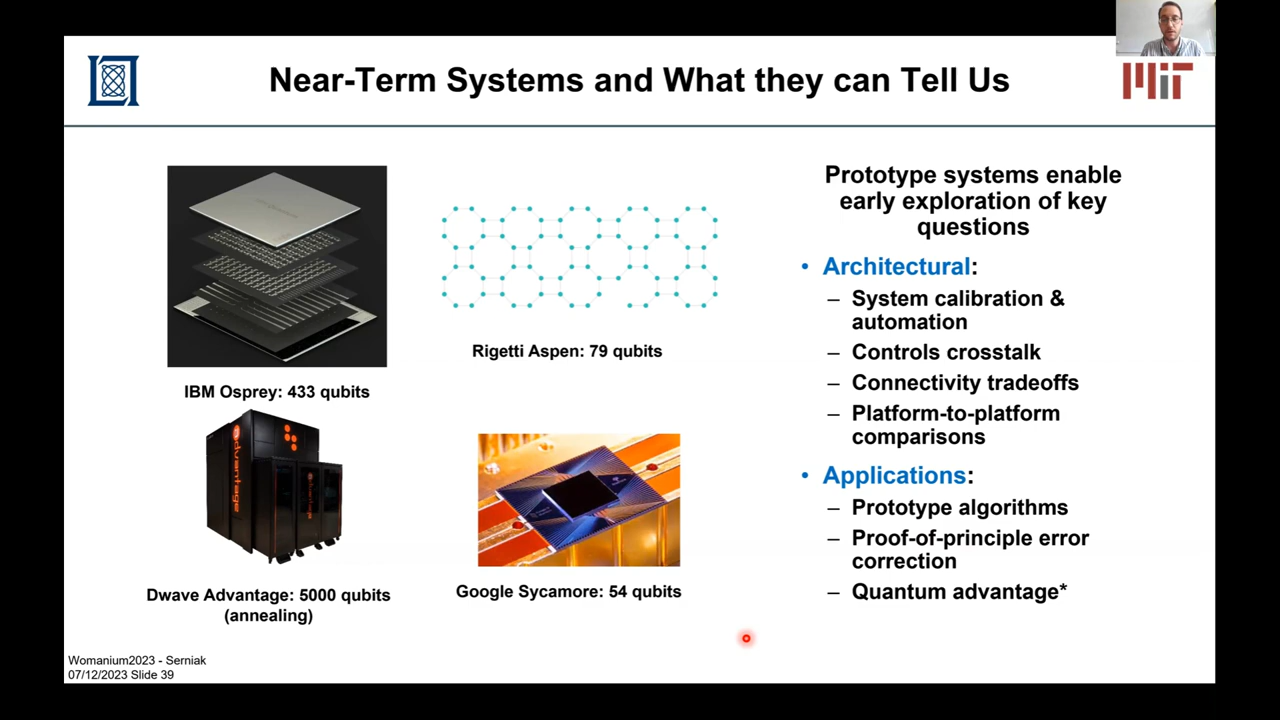 Near-Term Systems and What they can Tell Us
MIT
IBM Osprey: 433 qubits
Rigetti Aspen: 79 qubits
Advantage
Dwave Advantage: 5000 qubits
(annealing)
Google Sycamore: 54 qubits
Prototype systems enable
early exploration of key
questions
• Architectural:
– System calibration &
automation
– Controls crosstalk
– Connectivity tradeoffs
– Platform-to-platform
comparisons
• Applications:
– Prototype algorithms
– Proof-of-principle error
correction
– Quantum advantage*
Womanium2023 - Serniak
07/12/2023 Slide 39